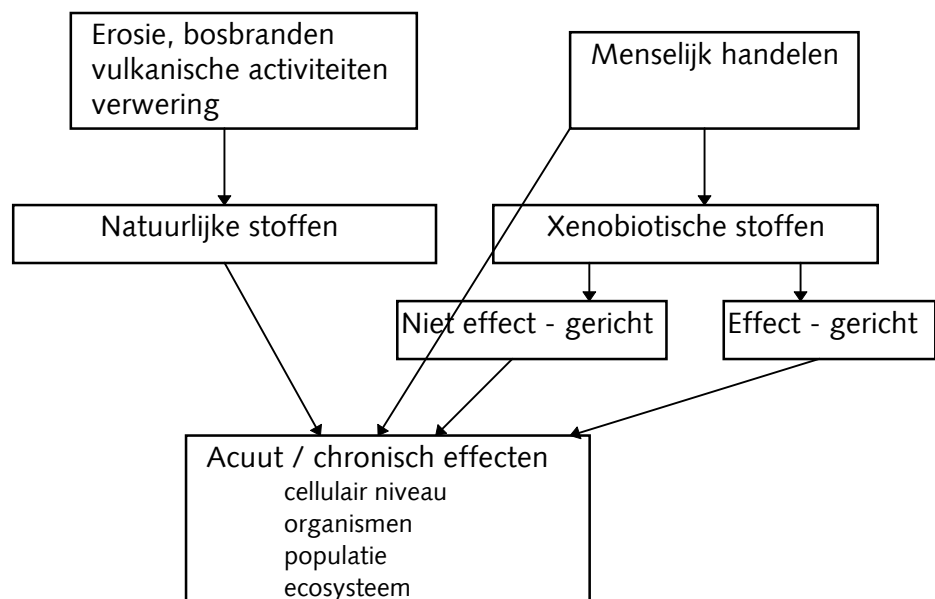 Erosie, bosbranden
vulkanische activiteiten
verwering
Menselijk handelen
Natuurlijke stoffen
Xenobiotische stoffen
Niet effect - gericht
Effect - gericht
Acuut / chronisch effecten
cellulair niveau
organismen
populatie
ecosysteem